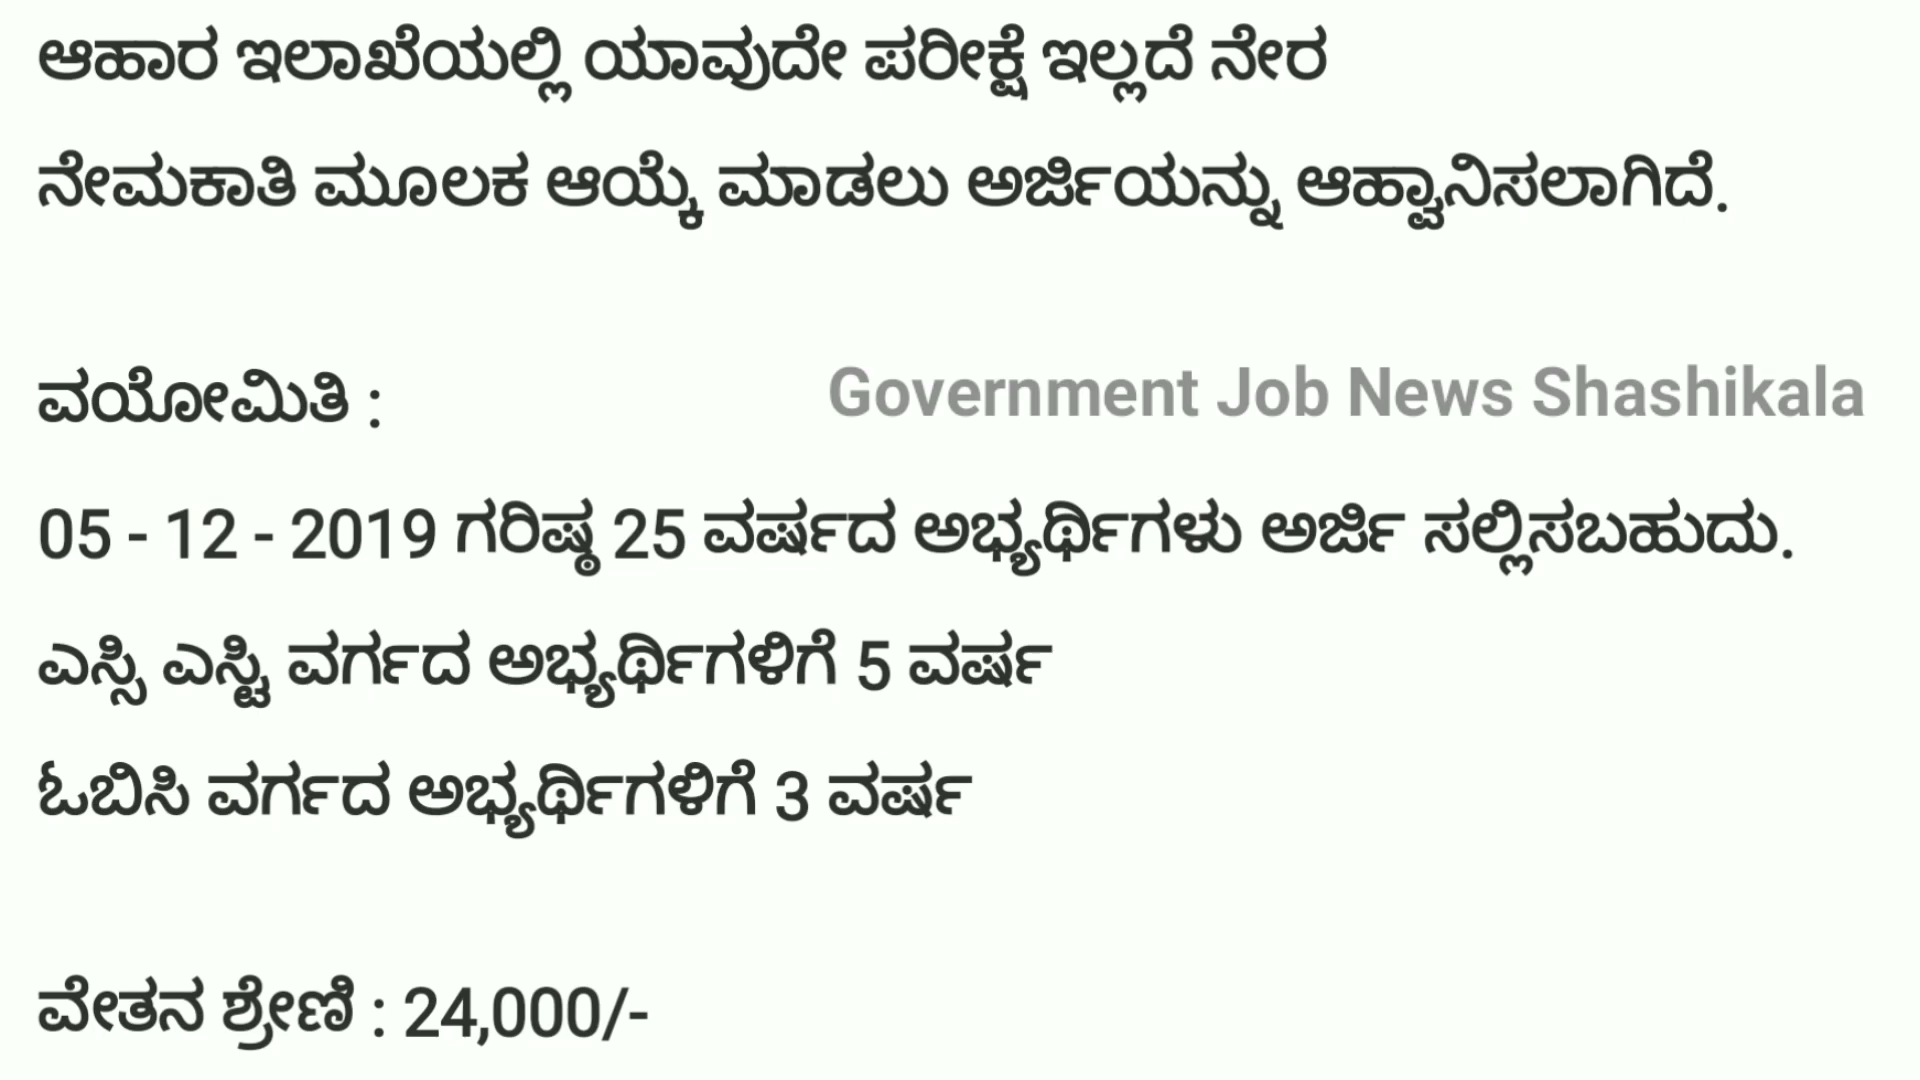 ಆಹಾರ ಇಲಾಖೆಯಲ್ಲಿ ಯಾವುದೇ ಪರೀಕ್ಷೆ ಇಲ್ಲದೆ ನೇರ
ನೇಮಕಾತಿ ಮೂಲಕ ಆಯ್ಕೆ ಮಾಡಲು ಅರ್ಜಿಯನ್ನು ಆಹ್ವಾನಿಸಲಾಗಿದೆ.
ವಯೋಮಿತಿ :
Government Job News Shashikala
05 - 12 - 2019 ಗರಿಷ್ಠ 25 ವರ್ಷದ ಅಭ್ಯರ್ಥಿಗಳು ಅರ್ಜಿ ಸಲ್ಲಿಸಬಹುದು.
ಎಸ್ಸಿ ಎಸ್ಟಿ ವರ್ಗದ ಅಭ್ಯರ್ಥಿಗಳಿಗೆ 5 ವರ್ಷ
ಓಬಿಸಿ ವರ್ಗದ ಅಭ್ಯರ್ಥಿಗಳಿಗೆ 3 ವರ್ಷ
ವೇತನ ಶ್ರೇಣಿ : 24,000/-